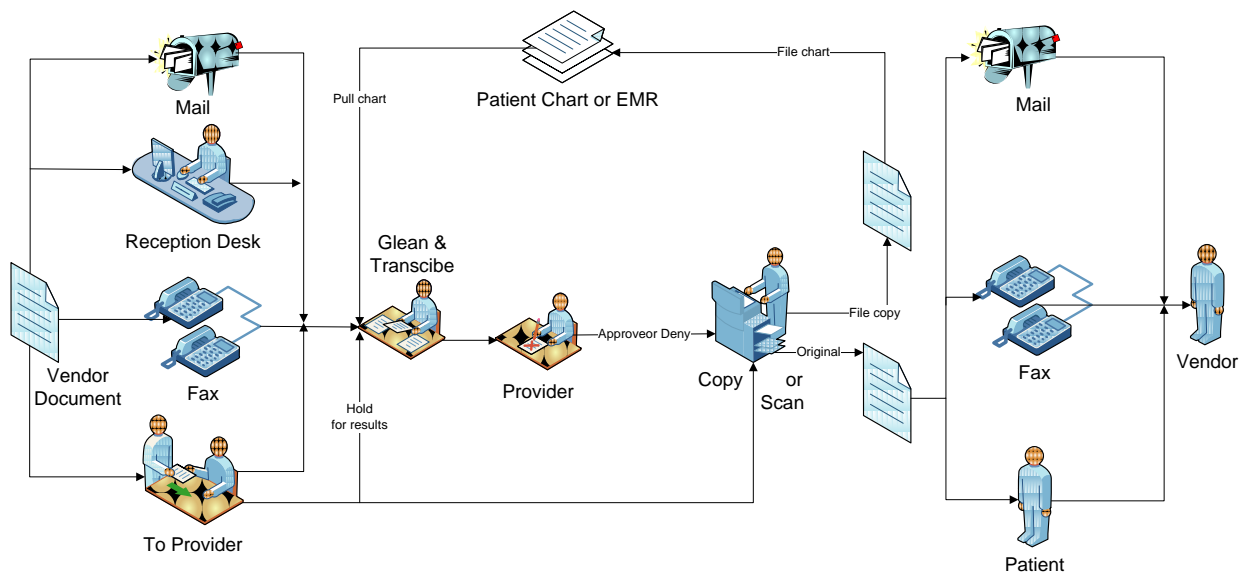 File chart
Mail
Patient Chart or EMR
Mail
Pull chart
Reception Desk
Glean &
Transcibe
Vendor
Document
Fax
Provider
Approveor Deny
File copy
Original
Copy or
Scan
Fax
Vendor
Hold
for results
To Provider
Patient